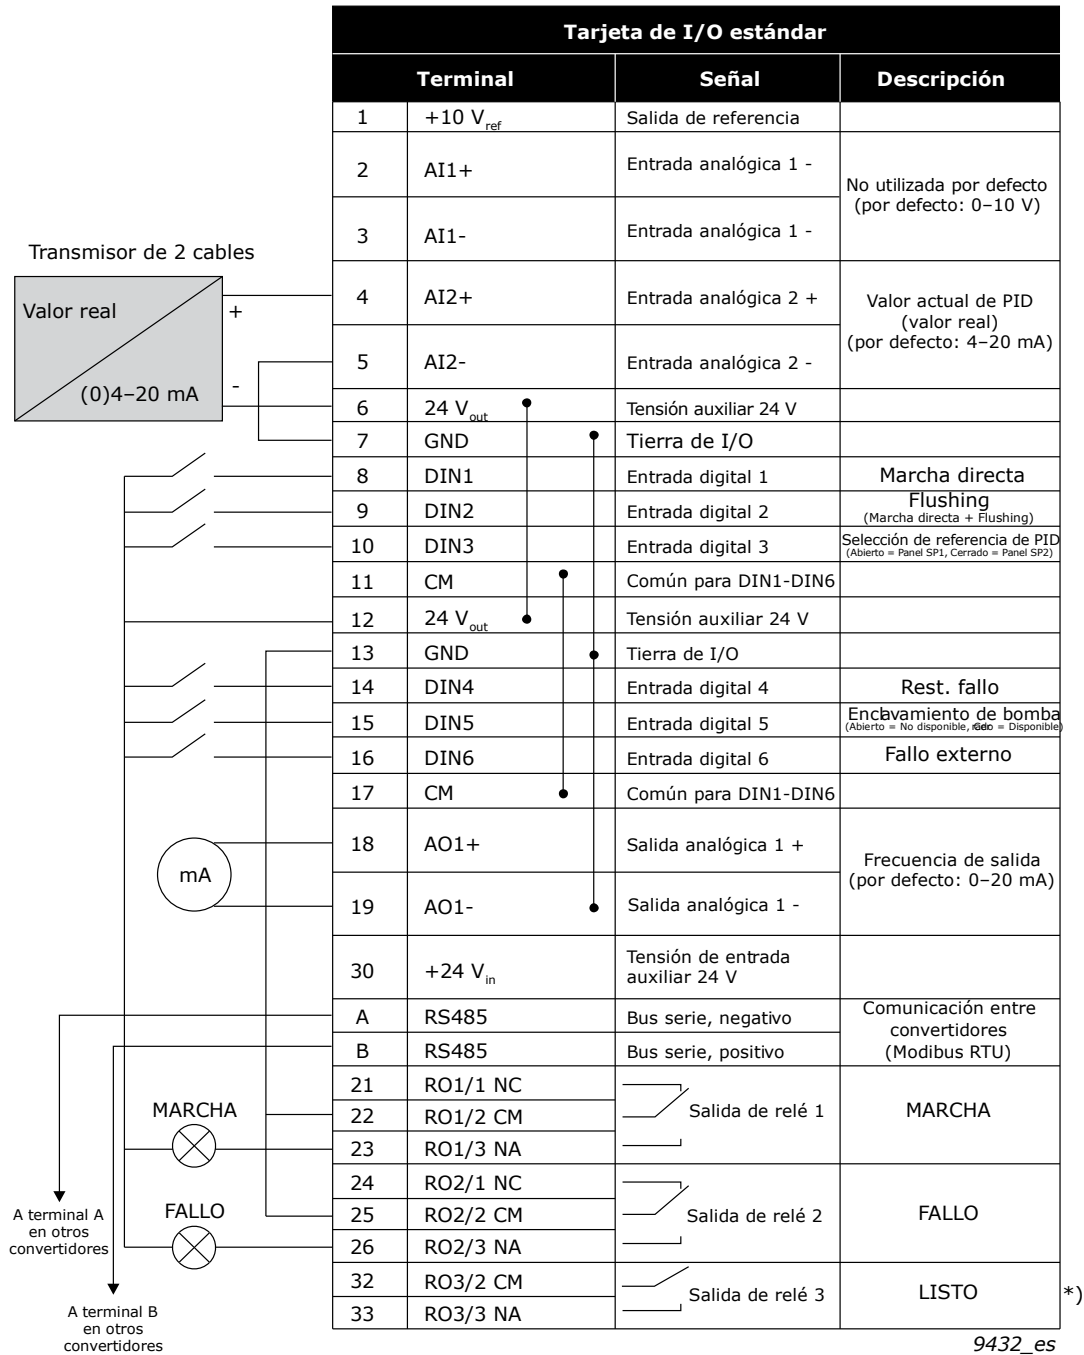 Tarjeta de I/O estándar
Terminal Señal Descripción
1 +10 Vref Salida de referencia
2 AI1+ Entrada analógica 1 -
No utilizada por defecto
(por defecto: 0–10 V)
3 AI1- Entrada analógica 1 -
Transmisor de 2 cables
Valor real
+
(0)4–20 mA
-
4 AI2+ Entrada analógica 2 +
Valor actual de PID
(valor real)
(por defecto: 4–20 mA)
5 AI2- Entrada analógica 2 -
6 24 Vout Tensión auxiliar 24 V
7 GND Tierra de I/O
8 DIN1 Entrada digital 1 Marcha directa
9 DIN2 Entrada digital 2 Flushing
(Marcha directa + Flushing)
10 DIN3 Entrada digital 3 Selección de referencia de PID
(Abierto = Panel SP1, Cerrado = Panel SP2)
11 CM Común para DIN1-DIN6
12 24 Vout Tensión auxiliar 24 V
13 GND Tierra de I/O
14 DIN4 Entrada digital 4 Rest. fallo
15 DIN5 Entrada digital 5 Enclavamiento de bomba
(Abierto = No disponible, = Disponible)
16 DIN6 Entrada digital 6 Fallo externo
17 CM Común para DIN1-DIN6
mA
18 AO1+ Salida analógica 1 +
Frecuencia de salida
(por defecto: 0–20 mA)
19 AO1- Salida analógica 1 -
30 +24 Vin Tensión de entrada
auxiliar 24 V
A RS485 Bus serie, negativo
Comunicación entre
convertidores
(Modbus RTU)
B RS485 Bus serie, positivo
21 RO1/1 NC
MARCHA
22 RO1/2 CM Salida de relé 1 MARCHA
23 RO1/3 NA
24 RO2/1 NC
A terminal A
en otros
convertidores
FALLO
25 RO2/2 CM Salida de relé 2 FALLO
26 RO2/3 NA
32 RO3/2 CM
Salida de relé 3 LISTO *)
33 RO3/3 NA
A terminal B
en otros
convertidores
9432_es